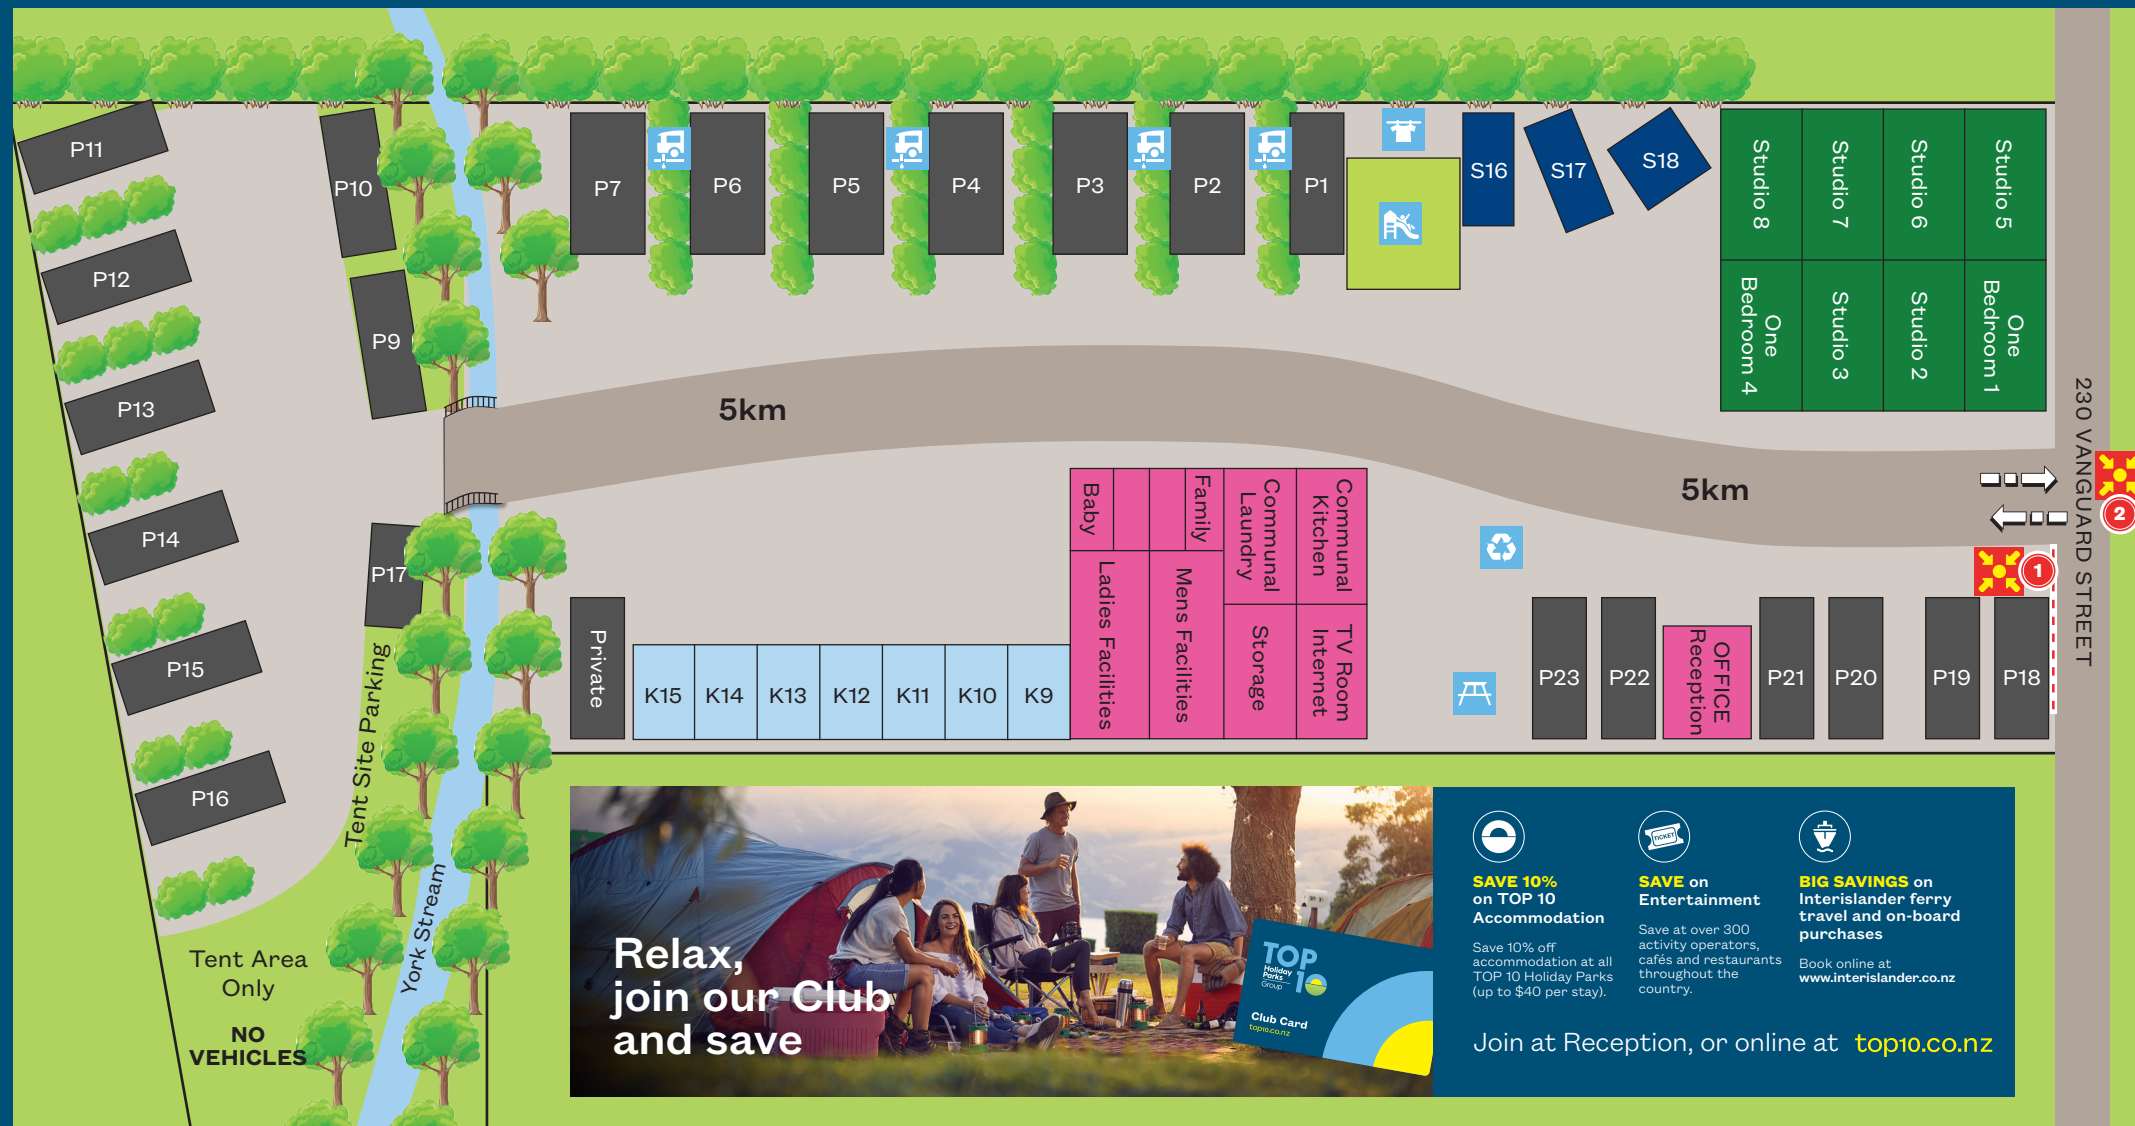 P11
P10
P7
P6
P5
P4
P3
P2
P1
S16
S17
S18
Studio 8
Studio 7
Studio 6
Studio 5
One
Bedroom 4
Studio 3
Studio 2
One
Bedroom 1
P12
P9
P13
5km
5km
230 VANGUARD STREET
2
1
P14
P17
P15
P16
Tent Site Parking
York Stream
Tent Area
Only
NO
VEHICLES
Private
K15
K14
K13
K12
K11
K10
K9
Baby
Family
Communal
Laundry
Communal
Kitchen
Ladies Facilities
Mens Facilities
Storage
TV Room
Internet
P23
P22
OFFICE
Reception
P21
P20
P19
P18
Relax,
join our Club
and save
TOP
10
Holiday
Parks
Group
Club Card
top10.co.nz
SAVE 10%
on TOP 10
Accommodation
Save 10% off
accommodation at all
TOP 10 Holiday Parks
(up to $40 per stay).
TICKET
SAVE on
Entertainment
Save at over 300
activity operators,
cafés and restaurants
throughout the
country.
BIG SAVINGS on
Interislander ferry
travel and on-board
purchases
Book online at
www.interislander.co.nz
Join at Reception, or online at top10.co.nz